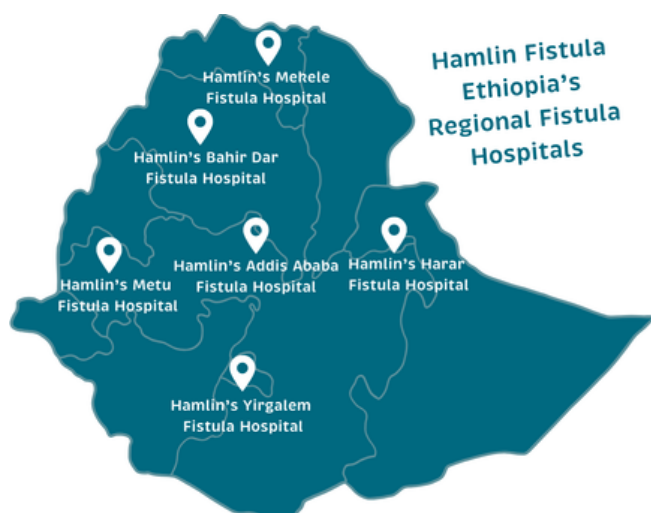 Hamlin Fistula
Ethiopia's
Regional Fistula
Hospitals
Hamlin's Mekele
Fistula Hospital
Hamlin's Bahir Dar
Fistula Hospital
Hamlin's Metu
Fistula Hospital
Hamlin's Addis Ababa
Fistula Hospital
Hamlin's Harar
Fistula Hospital
Hamlin's Yirgalem
Fistula Hospital